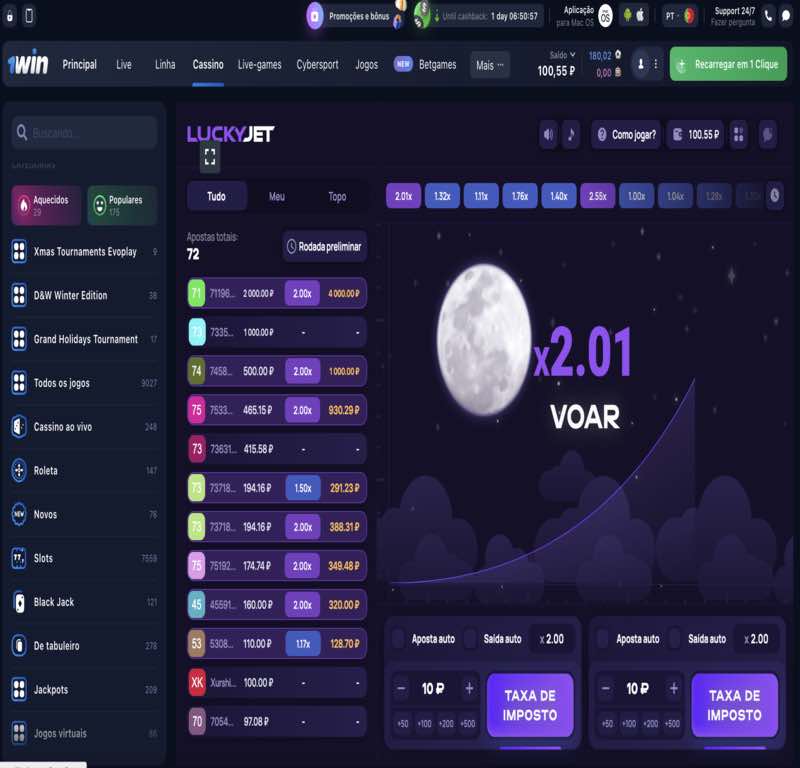 Promoções e bônus
Until cashback: 1 day 06:50:57
Aplicação
para Mac OS
OS
PT
Support 24/7
Fazer pergunta
1win
Principal
Live
Linha
Cassino
Live-games
Cybersport
Jogos
NEW
Betgames
Mais ···
Saldo
100,55 ₽
180,02
0,00
Recarregar em 1 Clique
Buscando...
CATEGORIAS
Aquecidos
29
Populares
175
Xmas Tournaments Evoplay 9
D&W Winter Edition 38
Grand Holidays Tournament 17
Todos os jogos 9027
Cassino ao vivo 248
Roleta 147
NEW Novos 76
Slots 7559
Black Jack 121
De tabuleiro 278
Jackpots 209
Jogos virtuais 86
LUCKYJET
? Como jogar?
100.55 ₽
Tudo
Meu
Topo
2.01x 1.32x 1.11x 1.76x 1.40x 2.55x 1.00x 1.04x 1.28x
Apostas totais:
72
Rodada preliminar
71 71196... 2 000.00 ₽ 2.00x 4 000.00 ₽
73 7335... 1 000.00 ₽ - -
74 7458... 500.00 ₽ 2.00x 1 000.00 ₽
75 7533... 465.15 ₽ 2.00x 930.29 ₽
73 73631... 415.58 ₽ - -
73 73718... 194.16 ₽ 1.50x 291.23 ₽
73 73718... 194.16 ₽ 2.00x 388.31 ₽
75 75192... 174.74 ₽ 2.00x 349.48 ₽
45 45591... 160.00 ₽ 2.00x 320.00 ₽
53 5308... 110.00 ₽ 1.17x 128.70 ₽
XK Xurshi... 100.00 ₽ - -
70 7054... 97.08 ₽ - -
x2.01
VOAR
Aposta auto
Saída auto
x 2.00
− 10 ₽ +
+50 +100 +200 +500
TAXA DE
IMPOSTO
Aposta auto
Saída auto
x 2.00
− 10 ₽ +
+50 +100 +200 +500
TAXA DE
IMPOSTO